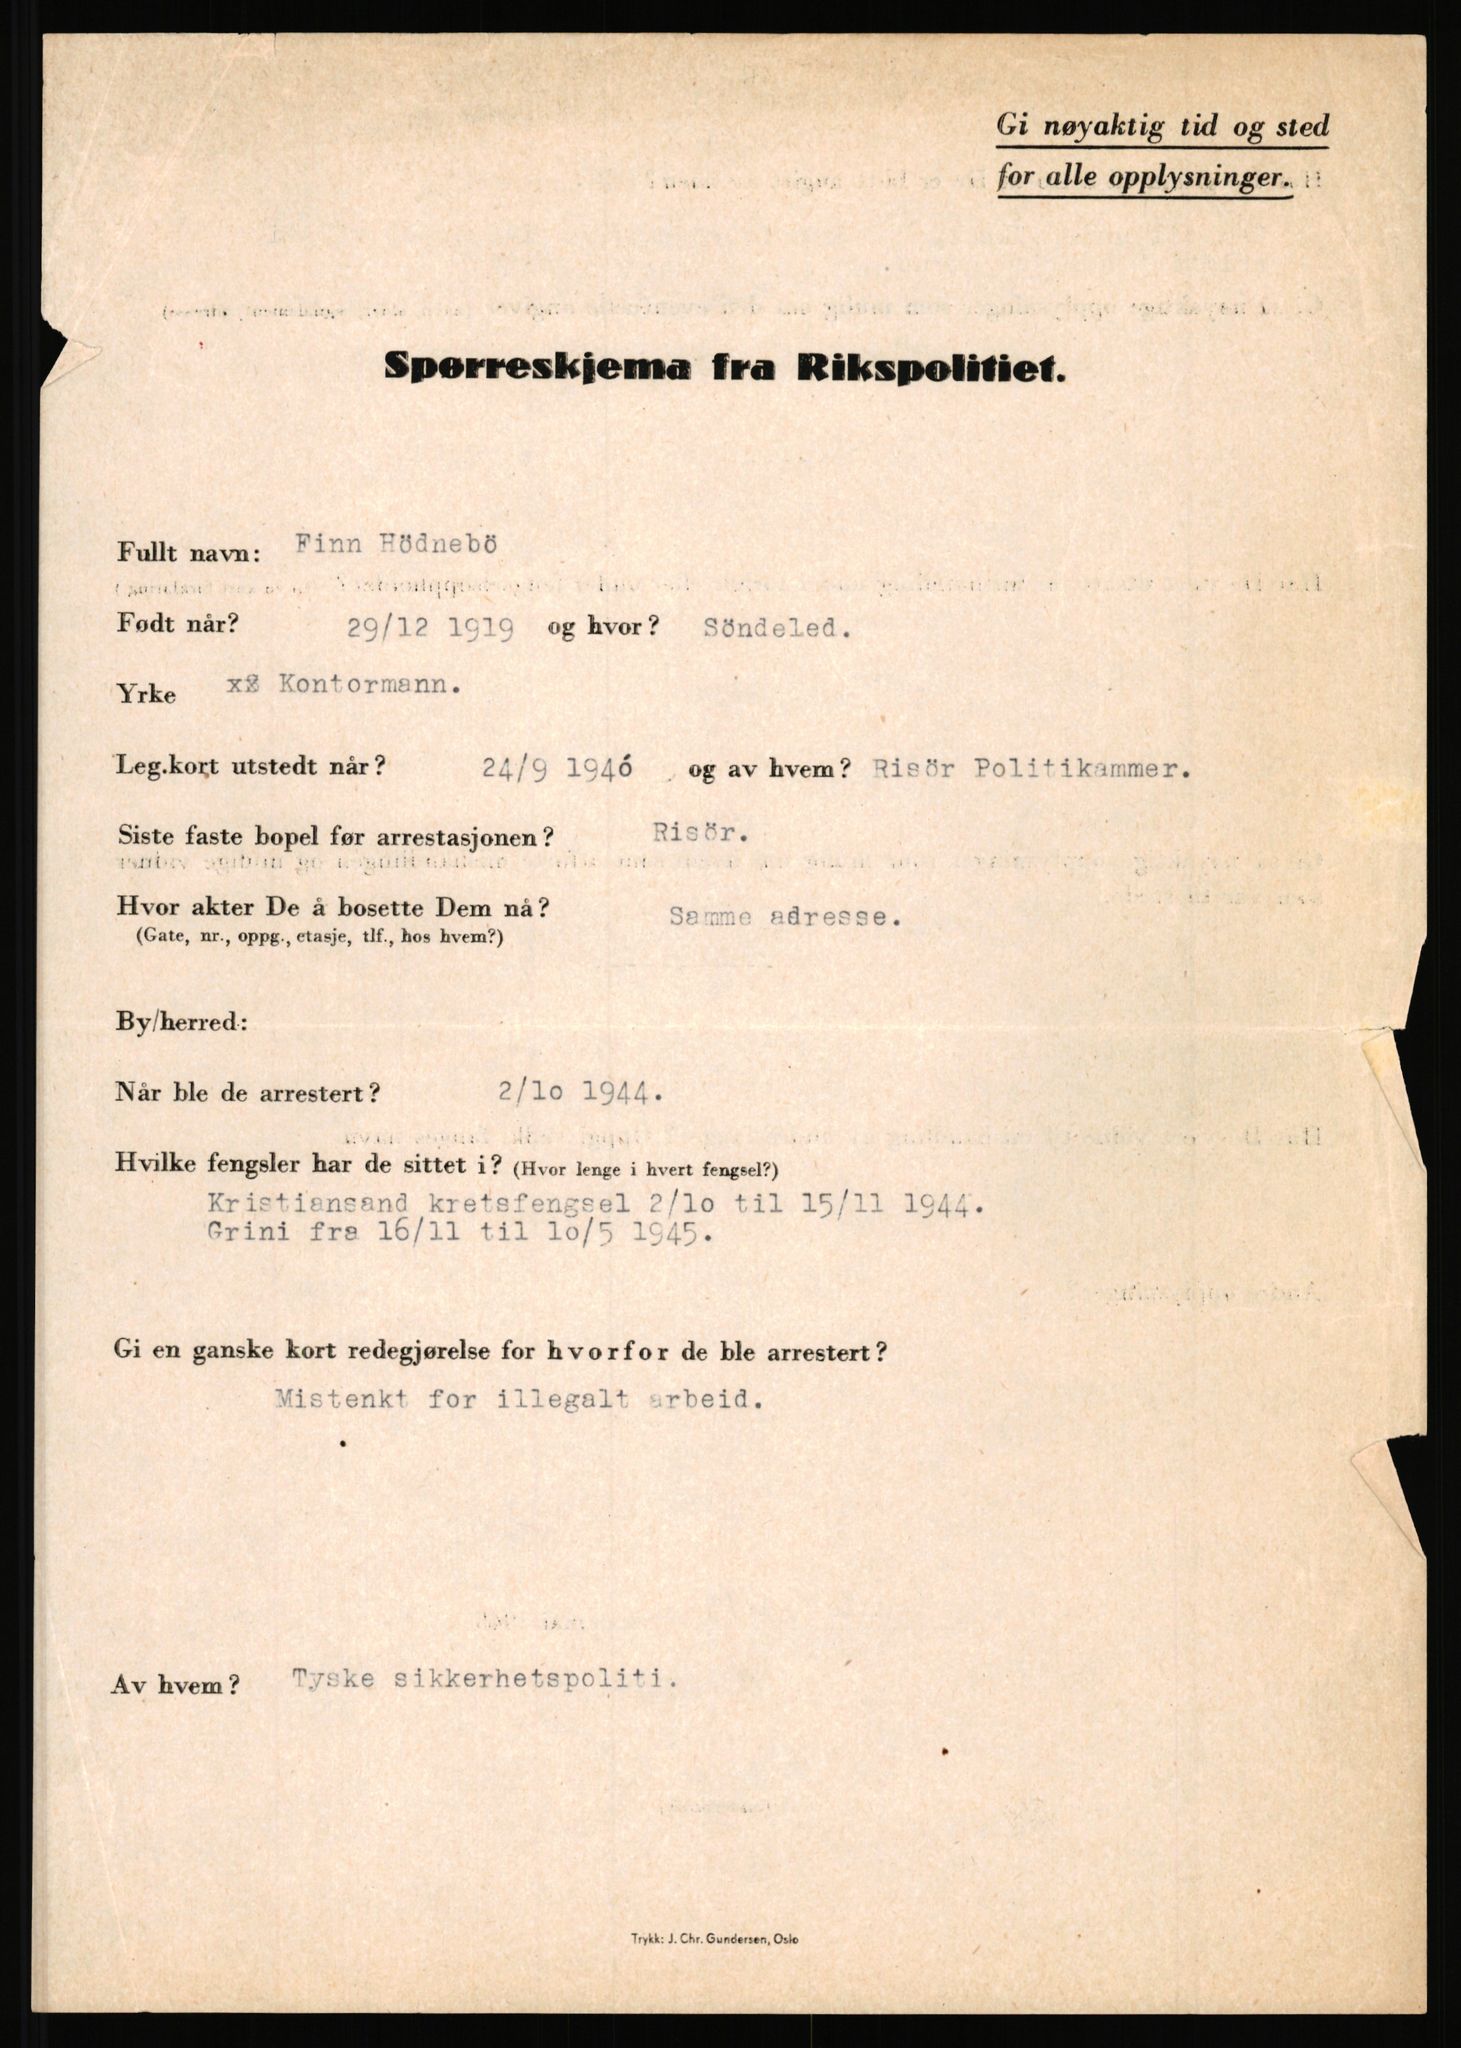 Gi nøyaktig tid og sted
for alle opplysninger.
Spørreskjema fra Rikspolitiet.
Fullt navn: Finn Hödnebö
Født når? 29/12 1919 og hvor? Söndeled.
Yrke xx Kontormann.
Leg.kort utstedt når? 24/9 1946 og av hvem? Risör Politikammer.
Siste faste bopel før arrestasjonen? Risör.
Hvor akter De å bosette Dem nå? Samme adresse.
(Gate, nr., oppg., etasje, tlf., hos hvem?)
By/herred:
Når ble de arrestert? 2/lo 1944.
Hvilke fengsler har de sittet i? (Hvor lenge i hvert fengsel?)
Kristiansand kretsfengsel 2/lo til 15/11 1944.
Grini fra 16/11 til lo/5 1945.
Gi en ganske kort redegjørelse for hvorfor de ble arrestert?
Mistenkt for illegalt arbeid.
Av hvem? Tyske sikkerhetspoliti.
Trykk: J. Chr. Gundersen, Oslo